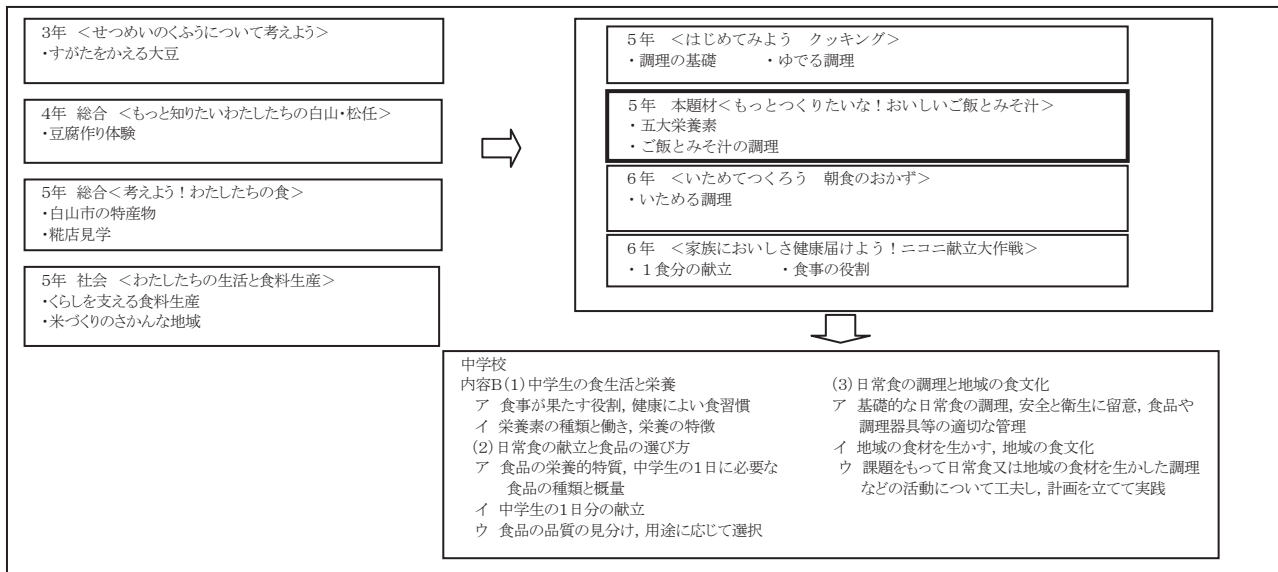 3年 <せつめいのくふうについて考えよう>
・すがたをかえる大豆
4年 総合 <もっと知りたいわたしたちの白山・松任>
・豆腐作り体験
5年 総合<考えよう！わたしたちの食>
・白山市の特産物
・糀店見学
5年 社会 <わたしたちの生活と食料生産>
・くらしを支える食料生産
・米づくりのさかんな地域
5年 <はじめてみよう クッキング>
・調理の基礎 ・ゆでる調理
5年 本題材<もっとつくりたいな！おいしいご飯とみそ汁>
・五大栄養素
・ご飯とみそ汁の調理
6年 <いためてつくろう 朝食のおかず>
・いためる調理
6年 <家族においしさ健康届けよう！ニコニコ献立大作戦>
・1食分の献立 ・食事の役割
中学校
内容B(1)中学生の食生活と栄養
ア 食事が果たす役割，健康によい食習慣
イ 栄養素の種類と働き，栄養の特徴
(2)日常食の献立と食品の選び方
ア 食品の栄養的特質，中学生の1日に必要な
食品の種類と概量
イ 中学生の1日分の献立
ウ 食品の品質の見分け，用途に応じて選択
(3)日常食の調理と地域の食文化
ア 基礎的な日常食の調理，安全と衛生に留意，食品や
調理器具等の適切な管理
イ 地域の食材を生かす，地域の食文化
ウ 課題をもって日常食又は地域の食材を生かした調理
などの活動について工夫し，計画を立てて実践